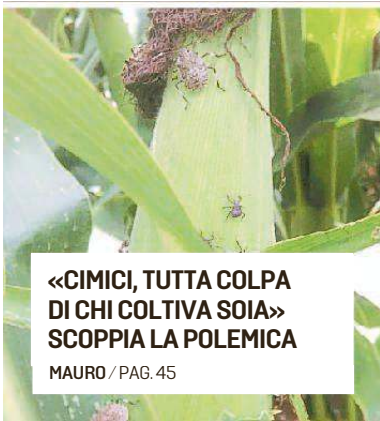 «CIMICI, TUTTA COLPA
DI CHI COLTIVA SOIA»
SCOPPIA LA POLEMICA
MAURO / PAG. 45